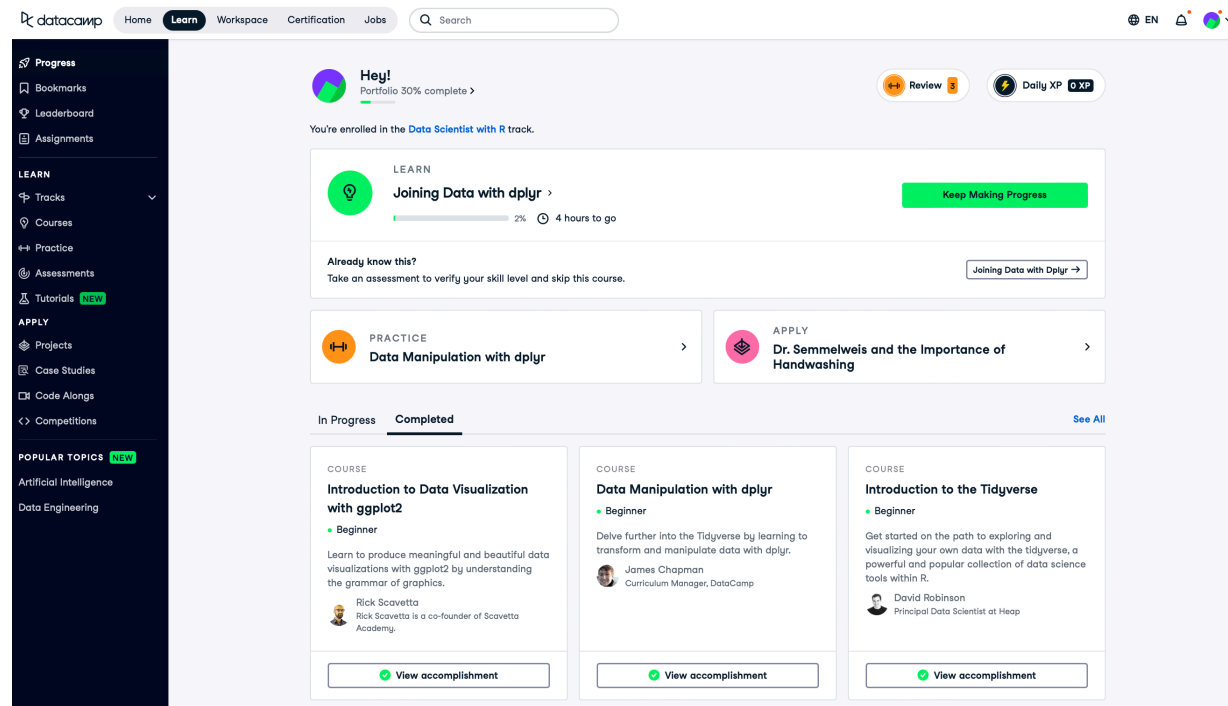 datacamp
Home Learn Workspace Certification Jobs
Search
EN
Progress
Bookmarks
Leaderboard
Assignments
LEARN
Tracks
Courses
Practice
Assessments
Tutorials NEW
APPLY
Projects
Case Studies
Code Alongs
Competitions
POPULAR TOPICS NEW
Artificial Intelligence
Data Engineering
Hey!
Portfolio 30% complete >
Review 3
Daily XP 0 XP
You're enrolled in the Data Scientist with R track.
LEARN
Joining Data with dplyr >
2% 4 hours to go
Keep Making Progress
Already know this?
Take an assessment to verify your skill level and skip this course.
Joining Data with Dplyr →
PRACTICE
Data Manipulation with dplyr
APPLY
Dr. Semmelweis and the Importance of
Handwashing
In Progress Completed
See All
COURSE
Introduction to Data Visualization
with ggplot2
Beginner
Learn to produce meaningful and beautiful data
visualizations with ggplot2 by understanding
the grammar of graphics.
Rick Scavetta
Rick Scavetta is a co-founder of Scavetta
Academy.
View accomplishment
COURSE
Data Manipulation with dplyr
Beginner
Delve further into the Tidyverse by learning to
transform and manipulate data with dplyr.
James Chapman
Curriculum Manager, DataCamp
View accomplishment
COURSE
Introduction to the Tidyverse
Beginner
Get started on the path to exploring and
visualizing your own data with the tidyverse, a
powerful and popular collection of data science
tools within R.
David Robinson
Principal Data Scientist at Heap
View accomplishment